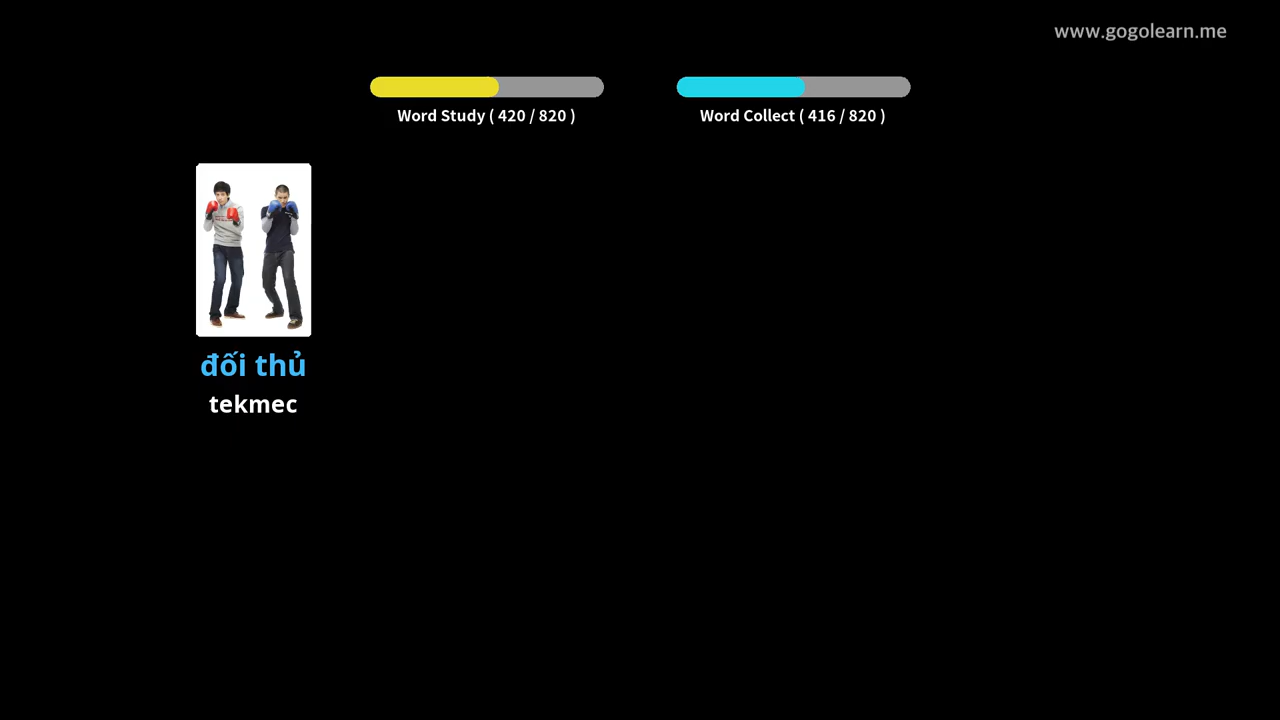 www.gogolearn.me
Word Study ( 420 / 820 )
Word Collect ( 416 / 820 )
đối thủ
tekmec